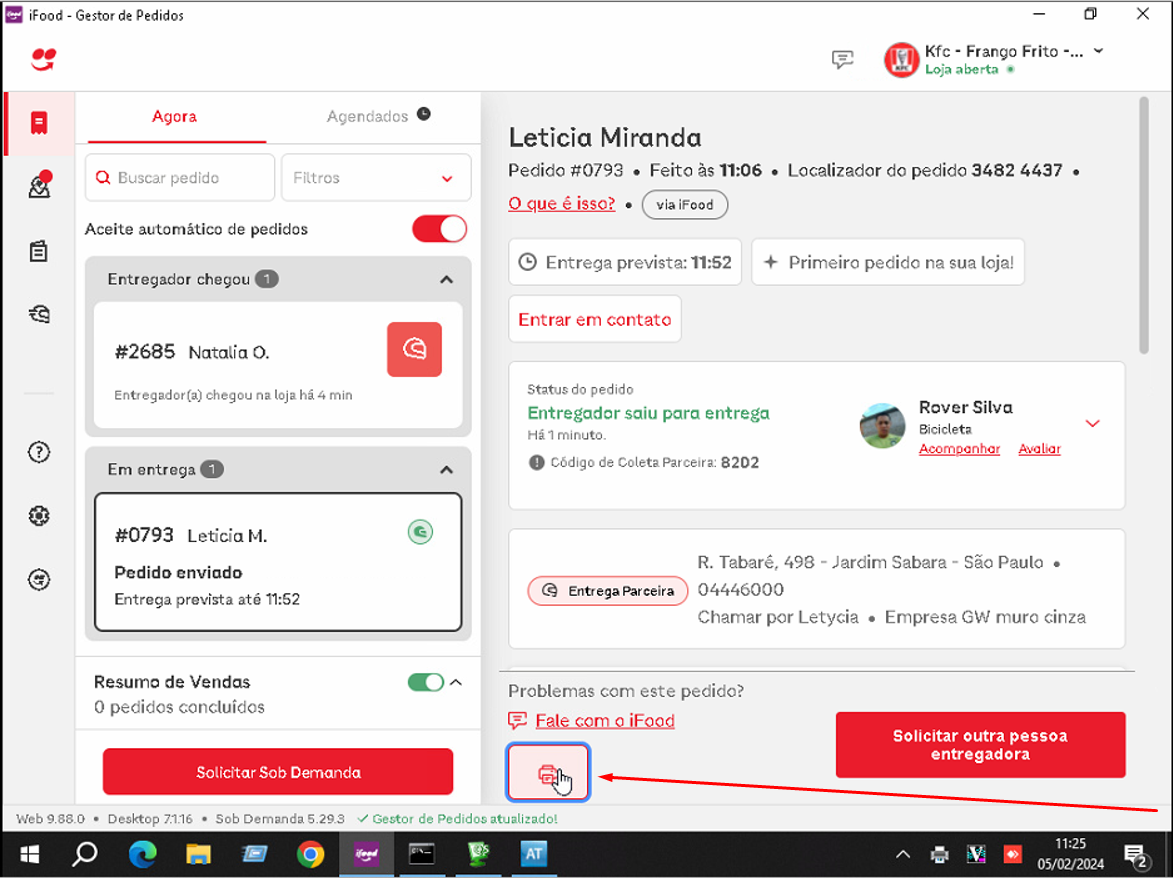 iFood - Gestor de Pedidos
Kfc - Frango Frito -...
Loja aberta
Agora
Agendados
Buscar pedido
Filtros
Aceite automático de pedidos
Entregador chegou 1
#2685 Natalia O.
Entregador(a) chegou na loja há 4 min
Em entrega 1
#0793 Leticia M.
Pedido enviado
Entrega prevista até 11:52
Resumo de Vendas
0 pedidos concluídos
Solicitar Sob Demanda
Leticia Miranda
Pedido #0793 • Feito às 11:06 • Localizador do pedido 3482 4437 •
O que é isso? • via iFood
Entrega prevista: 11:52
Primeiro pedido na sua loja!
Entrar em contato
Status do pedido
Entregador saiu para entrega
Há 1 minuto.
Código de Coleta Parceira: 82D2
Rover Silva
Bicicleta
Acompanhar Avaliar
Entrega Parceira
R. Tabaré, 498 - Jardim Sabara - São Paulo •
04446000
Chamar por Letycia • Empresa GW muro cinza
Problemas com este pedido?
Fale com o iFood
Solicitar outra pessoa
entregadora
Web 9.88.0 • Desktop 7.1.16 • Sob Demanda 5.29.3 ✓ Gestor de Pedidos atualizado!
ifood
AT
11:25
05/02/2024
2